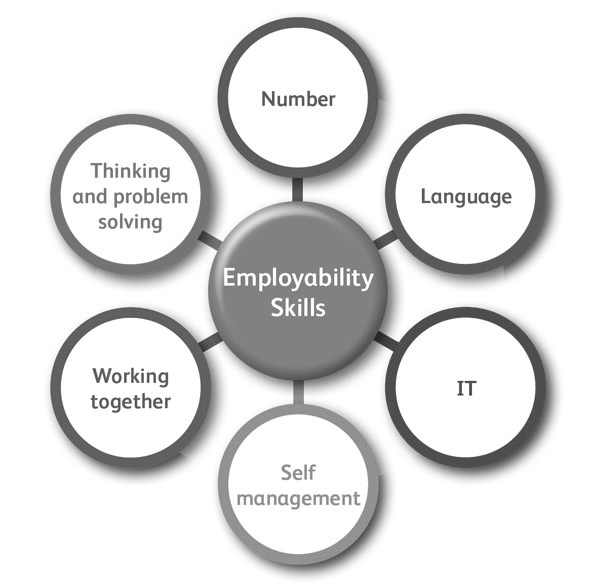 Number
Thinking
and problem
solving
Language
Employability
Skills
Working
together
IT
Self
management